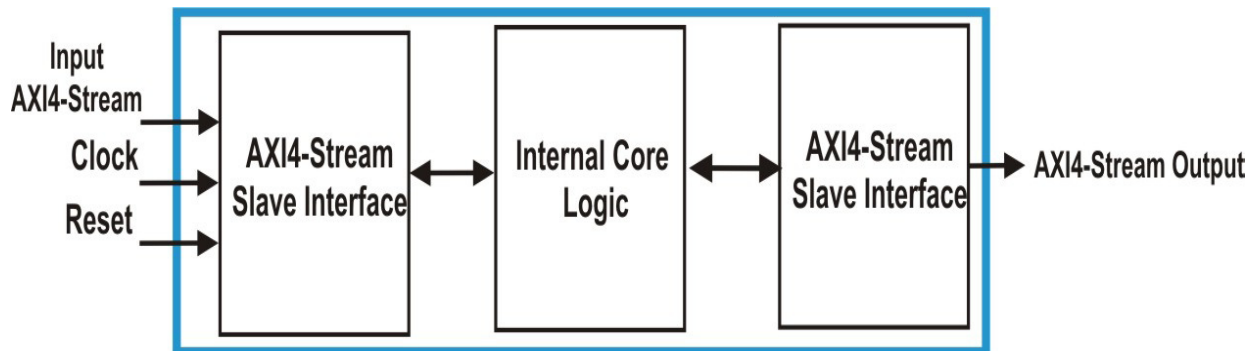 Input
AXI4-Stream
Clock
Reset
AXI4-Stream
Slave Interface
Internal Core
Logic
AXI4-Stream
Slave Interface
AXI4-Stream Output